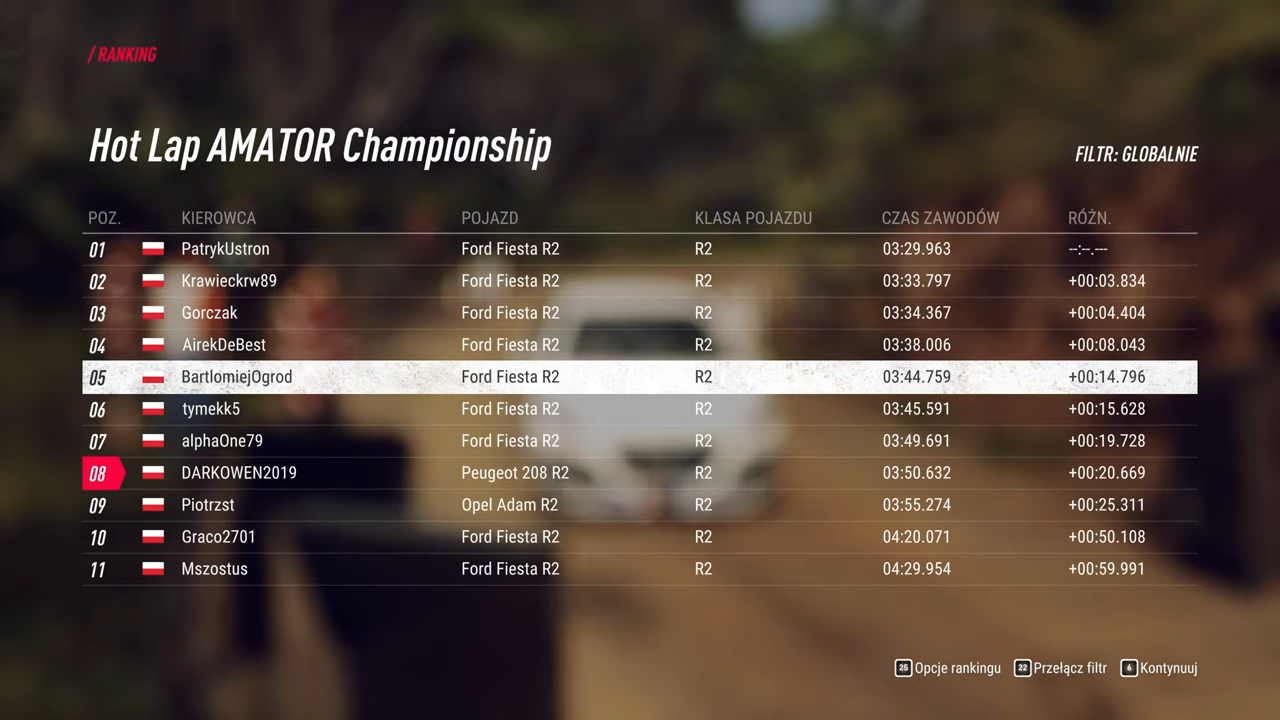 / RANKING
Hot Lap AMATOR Championship
FILTR: GLOBALNIE
POZ. KIEROWCA POJAZD KLASA POJAZDU CZAS ZAWODÓW RÓŻN.
01 PatrykUstron Ford Fiesta R2 R2 03:29.963 --:--.---
02 Krawieckrw89 Ford Fiesta R2 R2 03:33.797 +00:03.834
03 Gorczak Ford Fiesta R2 R2 03:34.367 +00:04.404
04 AirekDeBest Ford Fiesta R2 R2 03:38.006 +00:08.043
05 BartlomiejOgrod Ford Fiesta R2 R2 03:44.759 +00:14.796
06 tymekk5 Ford Fiesta R2 R2 03:45.591 +00:15.628
07 alphaOne79 Ford Fiesta R2 R2 03:49.691 +00:19.728
08 DARKOWEN2019 Peugeot 208 R2 R2 03:50.632 +00:20.669
09 Piotrzst Opel Adam R2 R2 03:55.274 +00:25.311
10 Graco2701 Ford Fiesta R2 R2 04:20.071 +00:50.108
11 Mszostus Ford Fiesta R2 R2 04:29.954 +00:59.991
25 Opcje rankingu 22 Przełącz filtr 6 Kontynuuj